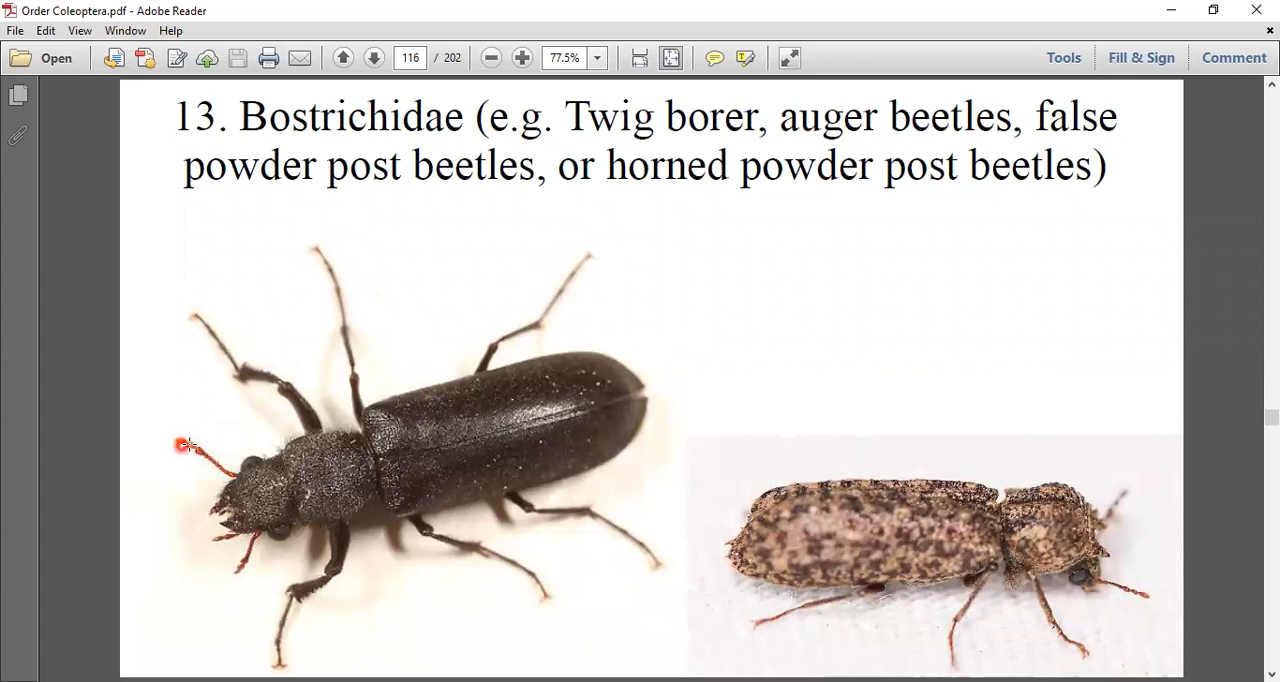 Order Coleoptera.pdf - Adobe Reader
File Edit View Window Help
Open 116 / 202 77.5% Tools Fill & Sign Comment
13. Bostrichidae (e.g. Twig borer, auger beetles, false
powder post beetles, or horned powder post beetles)